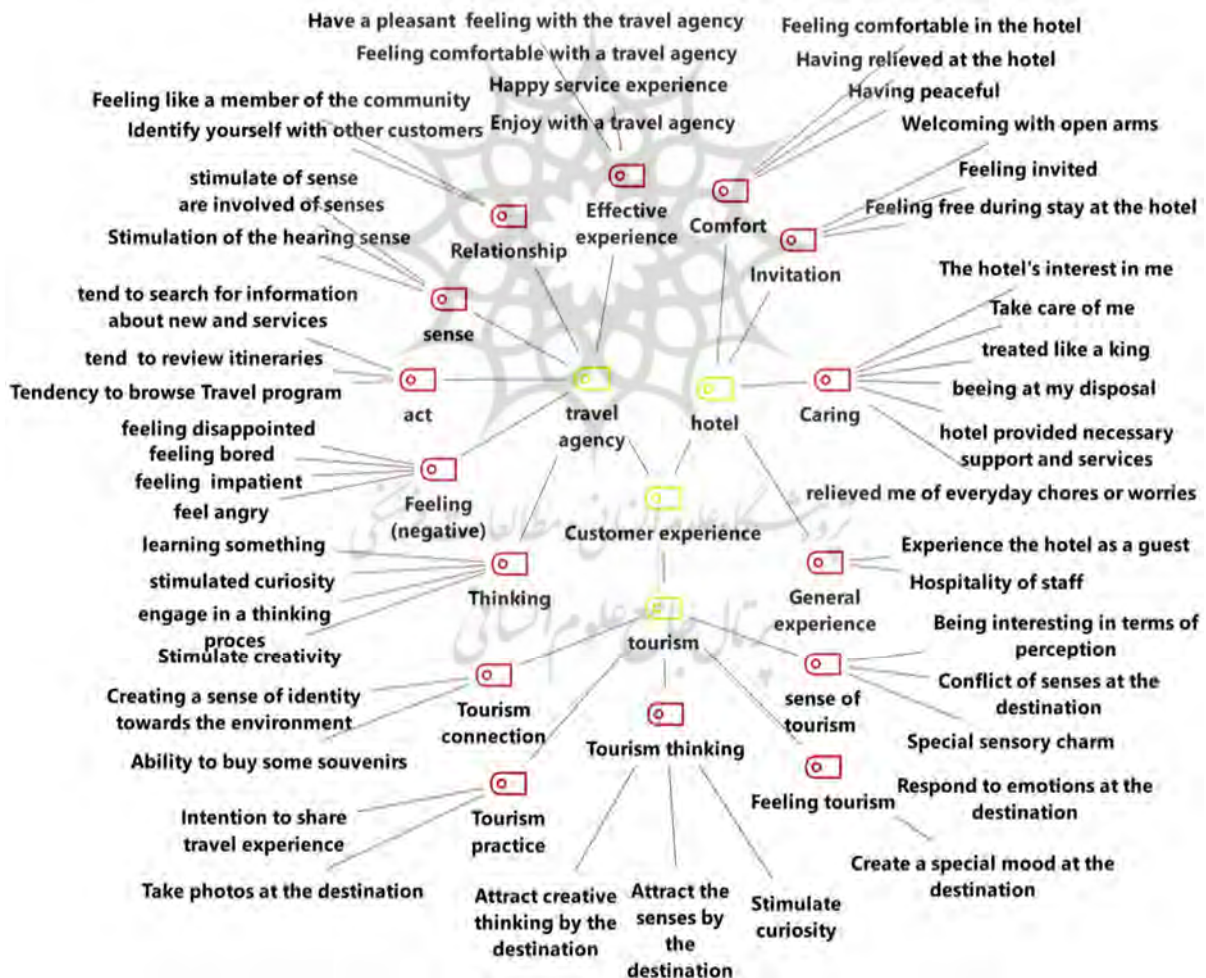 Have a pleasant feeling with the travel agency
Feeling comfortable with a travel agency
Happy service experience
Enjoy with a travel agency
Effective
experience
Feeling like a member of the community
Identify yourself with other customers
Relationship
stimulate of sense
are involved of senses
Stimulation of the hearing sense
sense
tend to search for information
about new and services
tend to review itineraries
Tendency to browse Travel program
act
feeling disappointed
feeling bored
feeling impatient
feel angry
Feeling
(negative)
learning something
stimulated curiosity
engage in a thinking
proces
Stimulate creativity
Thinking
travel
agency
Feeling comfortable in the hotel
Having relieved at the hotel
Having peaceful
Comfort
Welcoming with open arms
Feeling invited
Feeling free during stay at the hotel
Invitation
The hotel's interest in me
Take care of me
treated like a king
beeing at my disposal
hotel provided necessary
support and services
relieved me of everyday chores or worries
Caring
hotel
Experience the hotel as a guest
Hospitality of staff
General
experience
Customer experience
پژوهشگاه علوم انسانی و مطالعات فرهنگی
پرتال جامع علوم انسانی
tourism
Being interesting in terms of
perception
Conflict of senses at the
destination
Special sensory charm
sense of
tourism
Respond to emotions at the
destination
Create a special mood at the
destination
Feeling tourism
Creating a sense of identity
towards the environment
Ability to buy some souvenirs
Tourism
connection
Intention to share
travel experience
Take photos at the destination
Tourism
practice
Tourism thinking
Attract creative
thinking by the
destination
Attract the
senses by
the
destination
Stimulate
curiosity